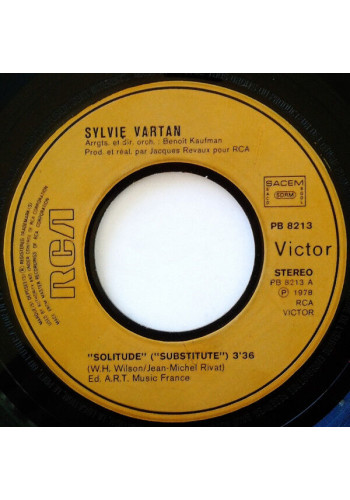 SYLVIE VARTAN
Arrgts. et dir. orch. : Benoit Kaufman
Prod. et réal. par Jacques Revaux pour RCA
SACEM
SDRM
PB 8213
Victor
STEREO
PB 8213 A
℗ 1978
RCA
VICTOR
RCA
"SOLITUDE" ("SUBSTITUTE") 3'36
(W.H. Wilson/Jean-Michel Rivat)
Ed. A.R.T. Music France